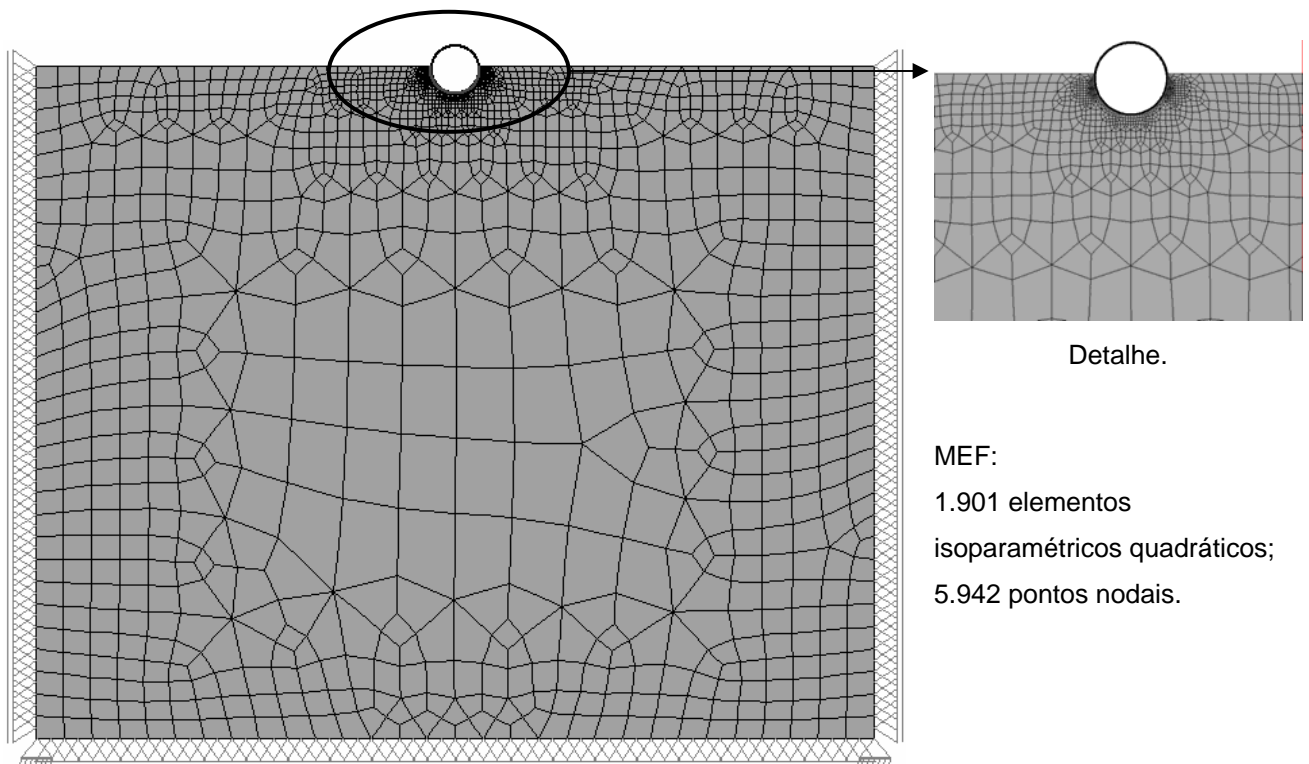 Detalhe.
MEF:
1.901 elementos
isoparamétricos quadráticos;
5.942 pontos nodais.